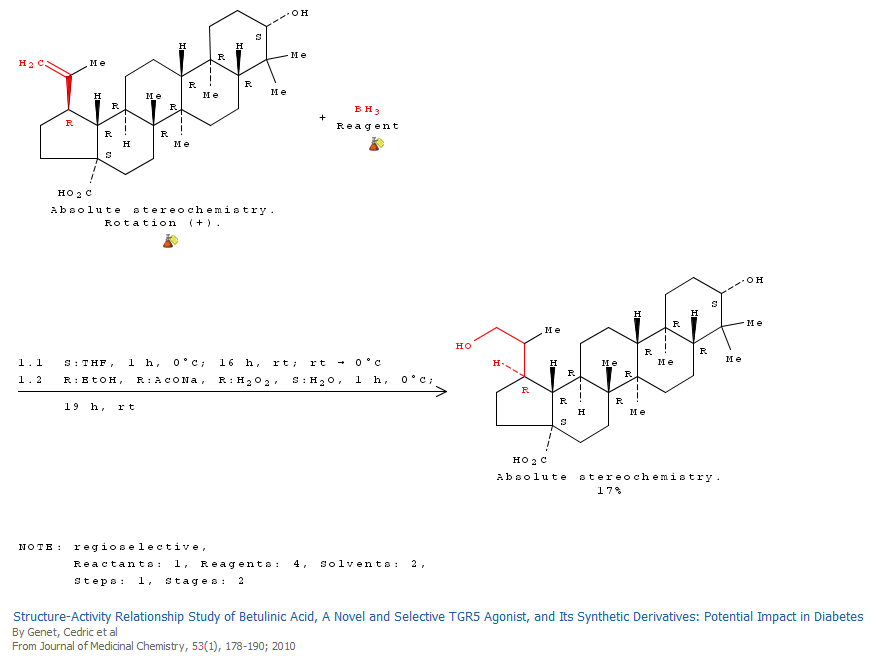 OH
S
H
H
R
Me
H2C
Me
R
R
Me
Me
H
R
Me
R
R
R
R
H
Me
S
HO2C
Absolute stereochemistry.
Rotation (+).
+
BH3
Reagent
OH
S
H
H
R
Me
Me
R
Me
Me
HO
H
H
R
Me
R
R
R
R
H
Me
S
HO2C
Absolute stereochemistry.
17%
1.1 S:THF, 1 h, 0°C; 16 h, rt; rt → 0°C
1.2 R:EtOH, R:AcONa, R:H2O2, S:H2O, 1 h, 0°C;
19 h, rt
NOTE: regioselective,
Reactants: 1, Reagents: 4, Solvents: 2,
Steps: 1, Stages: 2
Structure-Activity Relationship Study of Betulinic Acid, A Novel and Selective TGR5 Agonist, and Its Synthetic Derivatives: Potential Impact in Diabetes
By Genet, Cedric et al
From Journal of Medicinal Chemistry, 53(1), 178-190; 2010